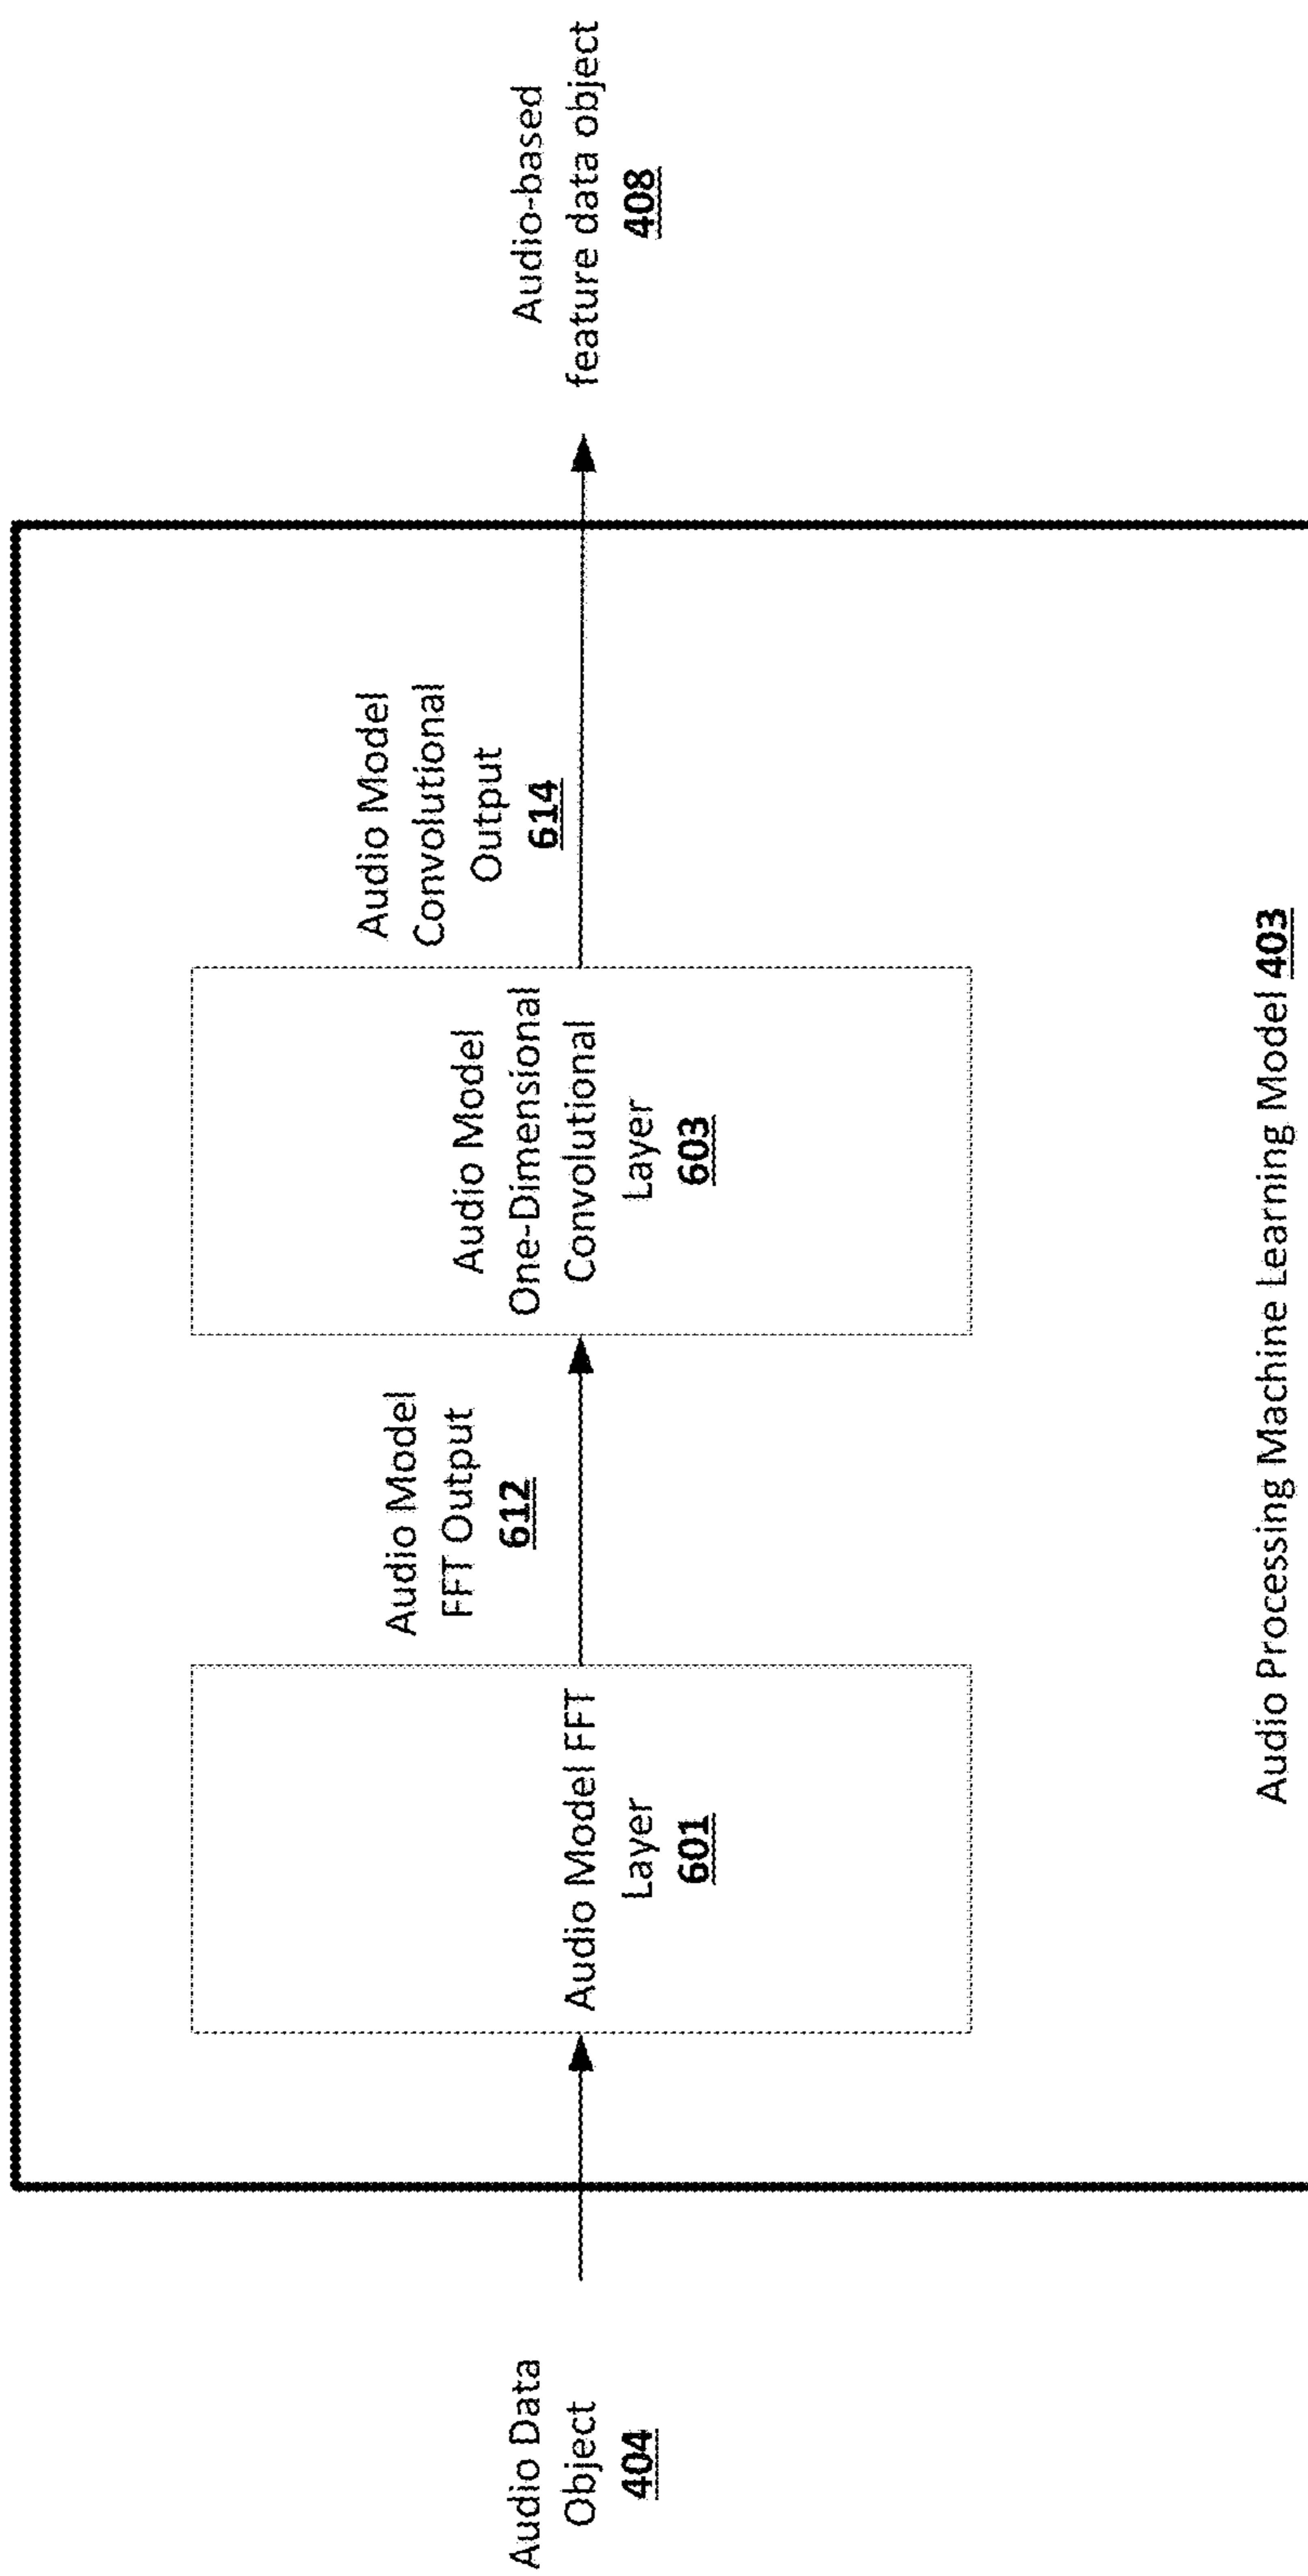 Audio Data
Object
404
Audio Model FFT
Layer
601
Audio Model
FFT Output
612
Audio Model
One-Dimensional
Convolutional
Layer
603
Audio Model
Convolutional
Output
614
Audio-based
feature data object
408
Audio Processing Machine Learning Model 403